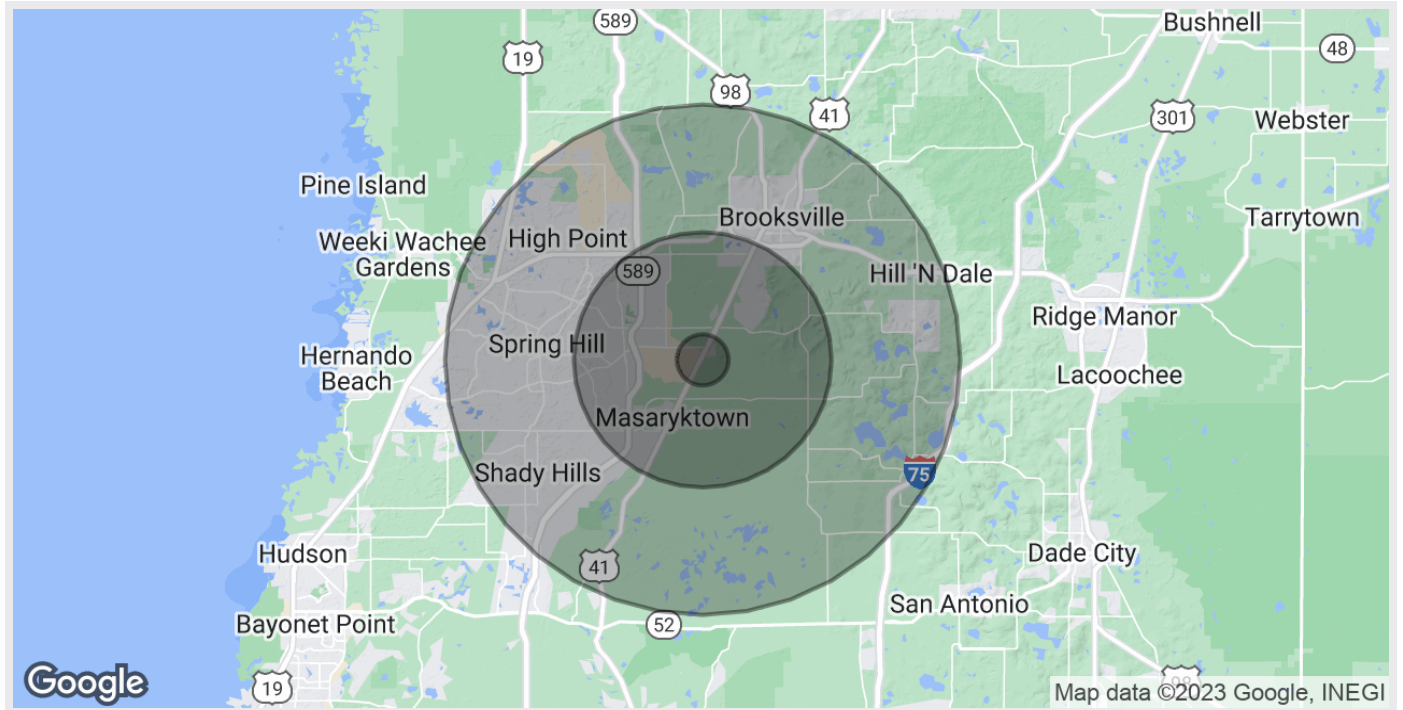 Bushnell
589
48
19
98
41
301
Webster
Pine Island
Brooksville
Tarrytown
Weeki Wachee
Gardens
High Point
589
Hill 'N Dale
Ridge Manor
Spring Hill
Hernando
Beach
Lacoochee
Masaryktown
Shady Hills
75
Hudson
41
Dade City
San Antonio
Bayonet Point
52
19
98
Google
Map data ©2023 Google, INEGI